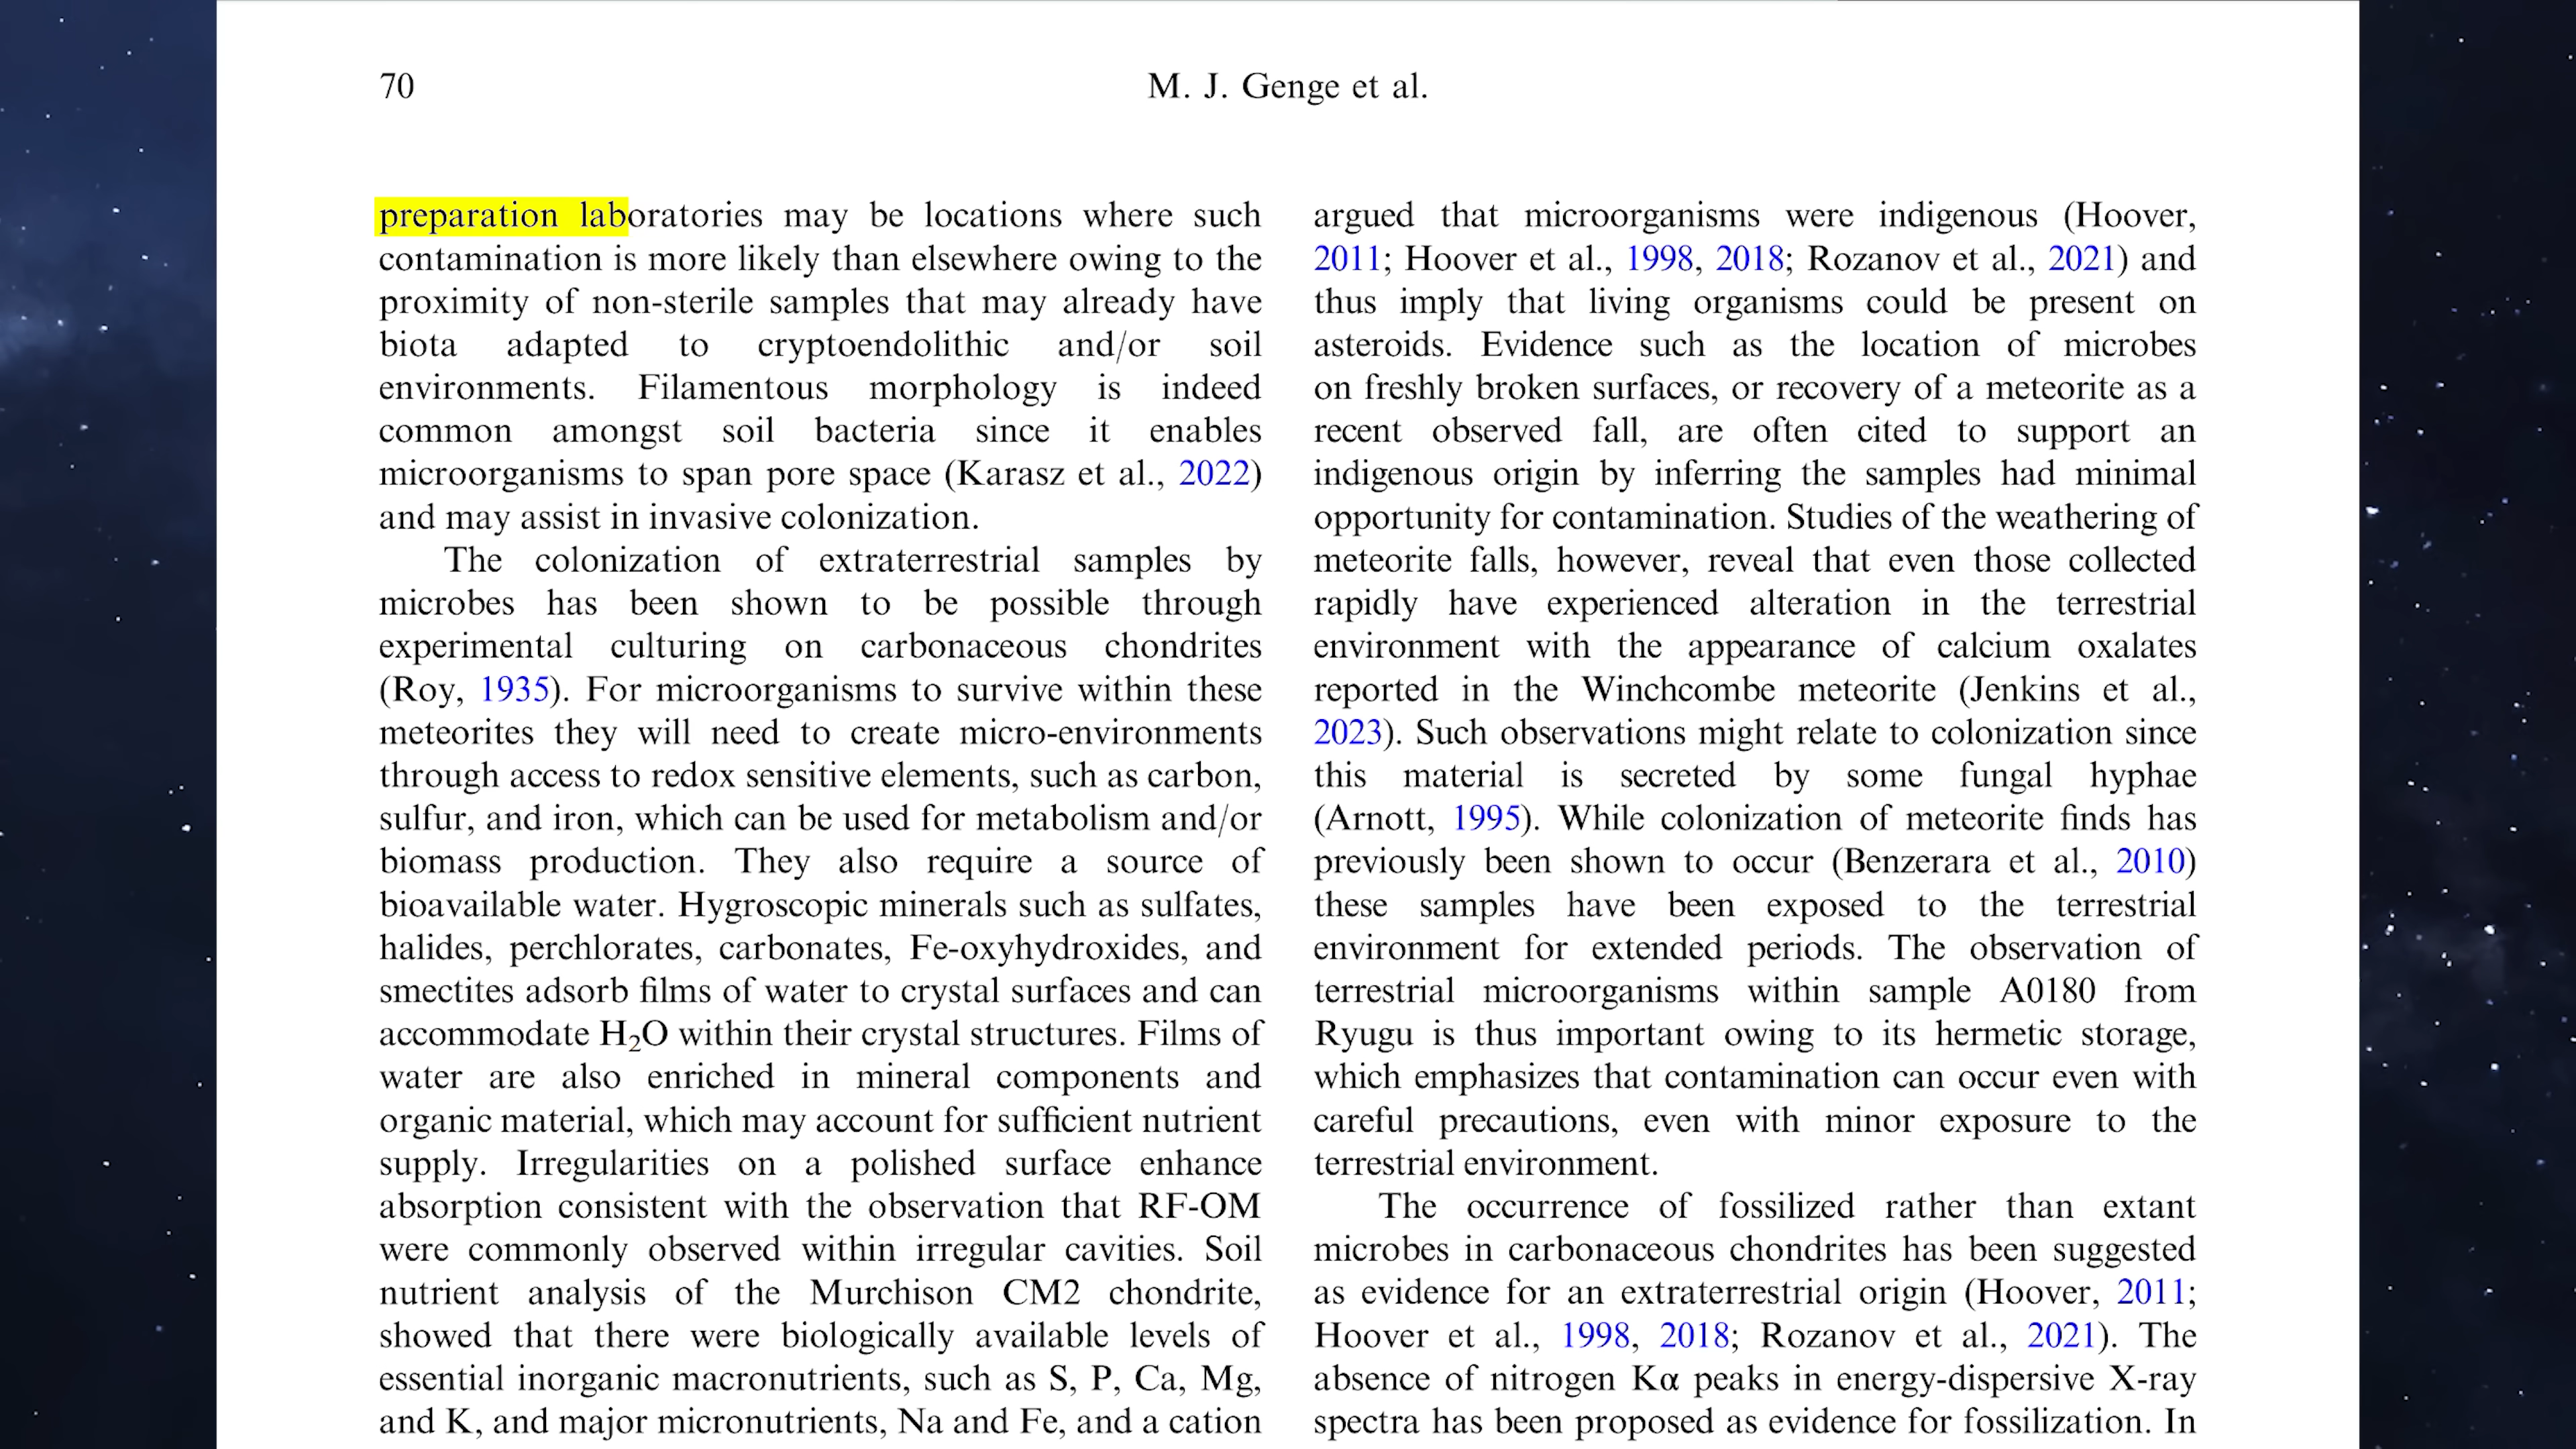 70
M. J. Genge et al.
preparation laboratories may be locations where such
contamination is more likely than elsewhere owing to the
proximity of non-sterile samples that may already have
biota adapted to cryptoendolithic and/or soil
environments. Filamentous morphology is indeed
common amongst soil bacteria since it enables
microorganisms to span pore space (Karasz et al., 2022)
and may assist in invasive colonization.
The colonization of extraterrestrial samples by
microbes has been shown to be possible through
experimental culturing on carbonaceous chondrites
(Roy, 1935). For microorganisms to survive within these
meteorites they will need to create micro-environments
through access to redox sensitive elements, such as carbon,
sulfur, and iron, which can be used for metabolism and/or
biomass production. They also require a source of
bioavailable water. Hygroscopic minerals such as sulfates,
halides, perchlorates, carbonates, Fe-oxyhydroxides, and
smectites adsorb films of water to crystal surfaces and can
accommodate H₂O within their crystal structures. Films of
water are also enriched in mineral components and
organic material, which may account for sufficient nutrient
supply. Irregularities on a polished surface enhance
absorption consistent with the observation that RF-OM
were commonly observed within irregular cavities. Soil
nutrient analysis of the Murchison CM2 chondrite,
showed that there were biologically available levels of
essential inorganic macronutrients, such as S, P, Ca, Mg,
and K, and major micronutrients, Na and Fe, and a cation
argued that microorganisms were indigenous (Hoover,
2011; Hoover et al., 1998, 2018; Rozanov et al., 2021) and
thus imply that living organisms could be present on
asteroids. Evidence such as the location of microbes
on freshly broken surfaces, or recovery of a meteorite as a
recent observed fall, are often cited to support an
indigenous origin by inferring the samples had minimal
opportunity for contamination. Studies of the weathering of
meteorite falls, however, reveal that even those collected
rapidly have experienced alteration in the terrestrial
environment with the appearance of calcium oxalates
reported in the Winchcombe meteorite (Jenkins et al.,
2023). Such observations might relate to colonization since
this material is secreted by some fungal hyphae
(Arnott, 1995). While colonization of meteorite finds has
previously been shown to occur (Benzerara et al., 2010)
these samples have been exposed to the terrestrial
environment for extended periods. The observation of
terrestrial microorganisms within sample A0180 from
Ryugu is thus important owing to its hermetic storage,
which emphasizes that contamination can occur even with
careful precautions, even with minor exposure to the
terrestrial environment.
The occurrence of fossilized rather than extant
microbes in carbonaceous chondrites has been suggested
as evidence for an extraterrestrial origin (Hoover, 2011;
Hoover et al., 1998, 2018; Rozanov et al., 2021). The
absence of nitrogen Kα peaks in energy-dispersive X-ray
spectra has been proposed as evidence for fossilization. In